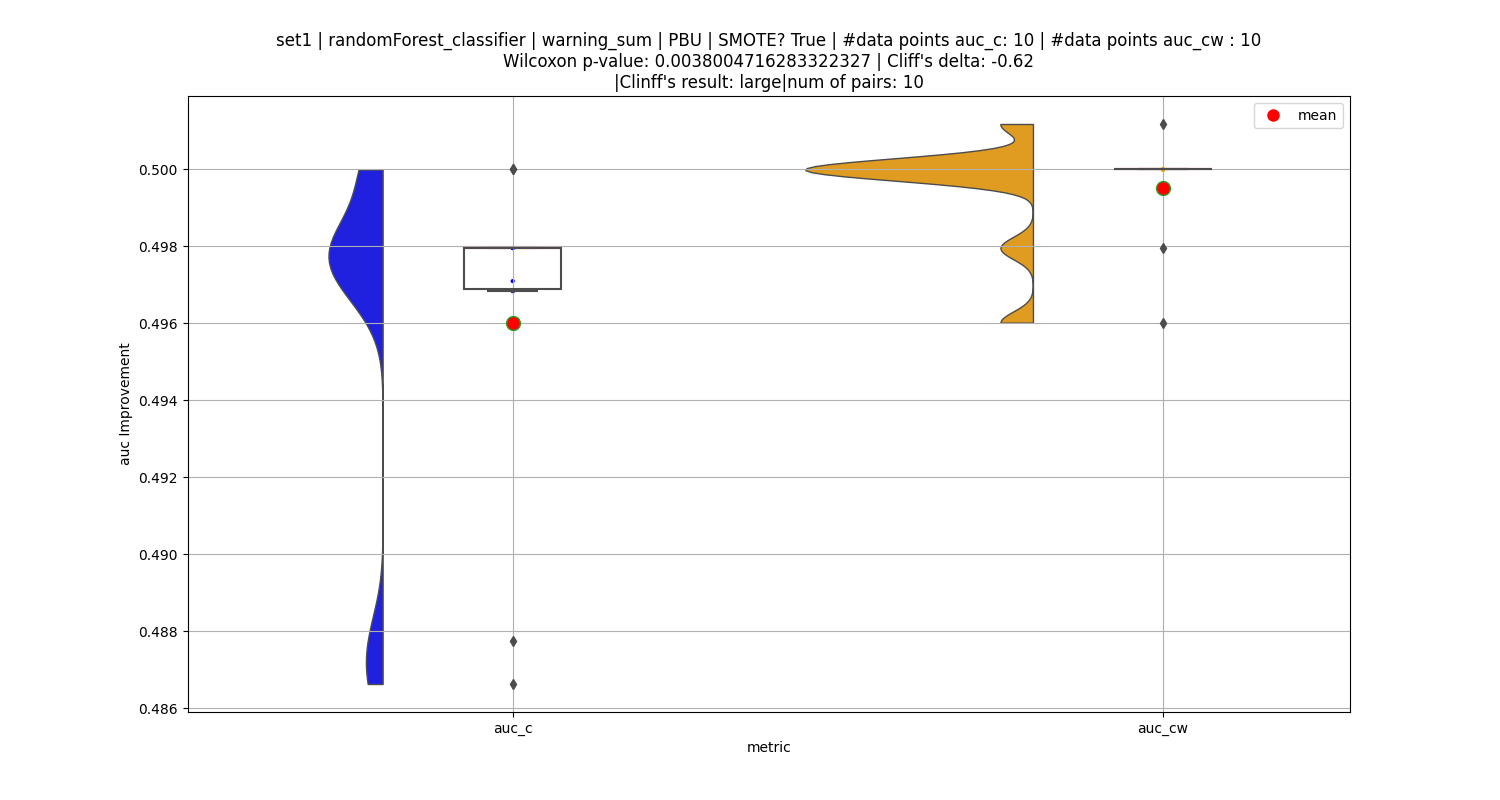 set1 | randomForest_classifier | warning_sum | PBU | SMOTE? True | #data points auc_c: 10 | #data points auc_cw : 10
Wilcoxon p-value: 0.0038004716283322327 | Cliff's delta: -0.62
|Clinff's result: large|num of pairs: 10
mean
0.500
0.498
0.496
0.494
0.492
0.490
0.488
0.486
auc Improvement
auc_c
auc_cw
metric